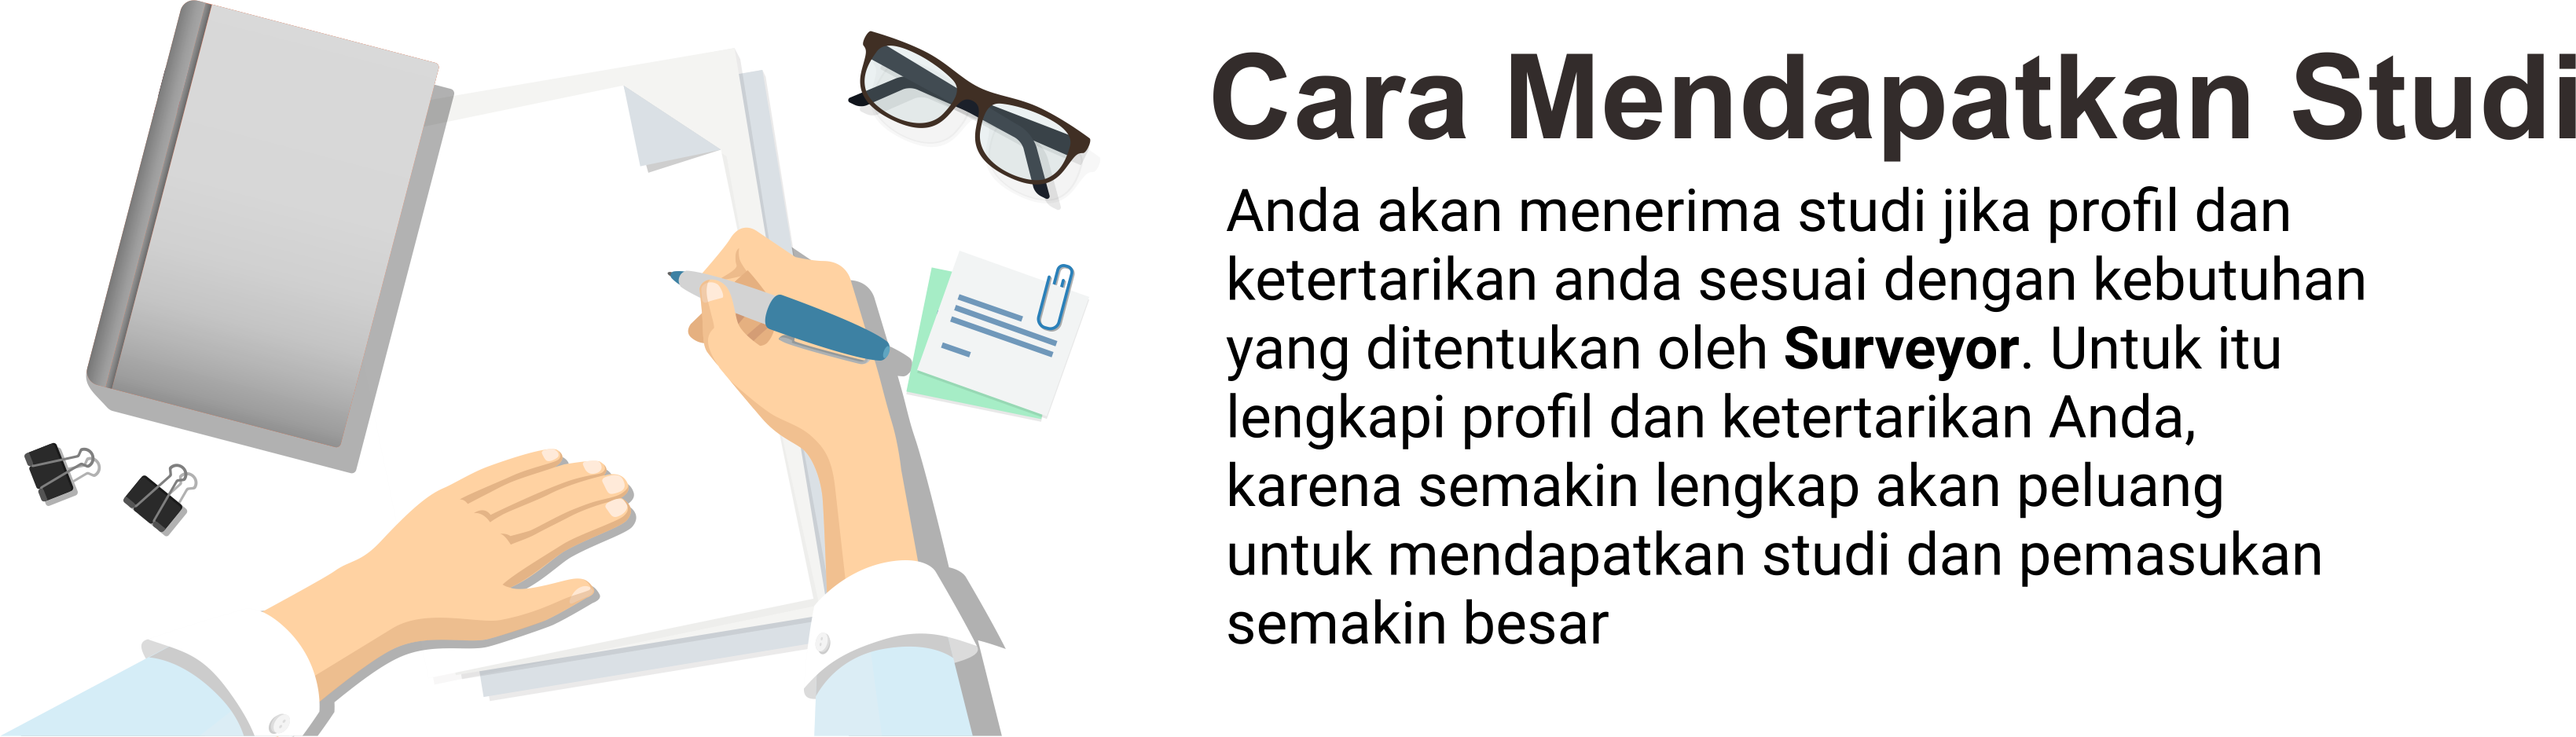 Cara Mendapatkan Studi
Anda akan menerima studi jika profil dan
ketertarikan anda sesuai dengan kebutuhan
yang ditentukan oleh Surveyor. Untuk itu
lengkapi profil dan ketertarikan Anda,
karena semakin lengkap akan peluang
untuk mendapatkan studi dan pemasukan
semakin besar